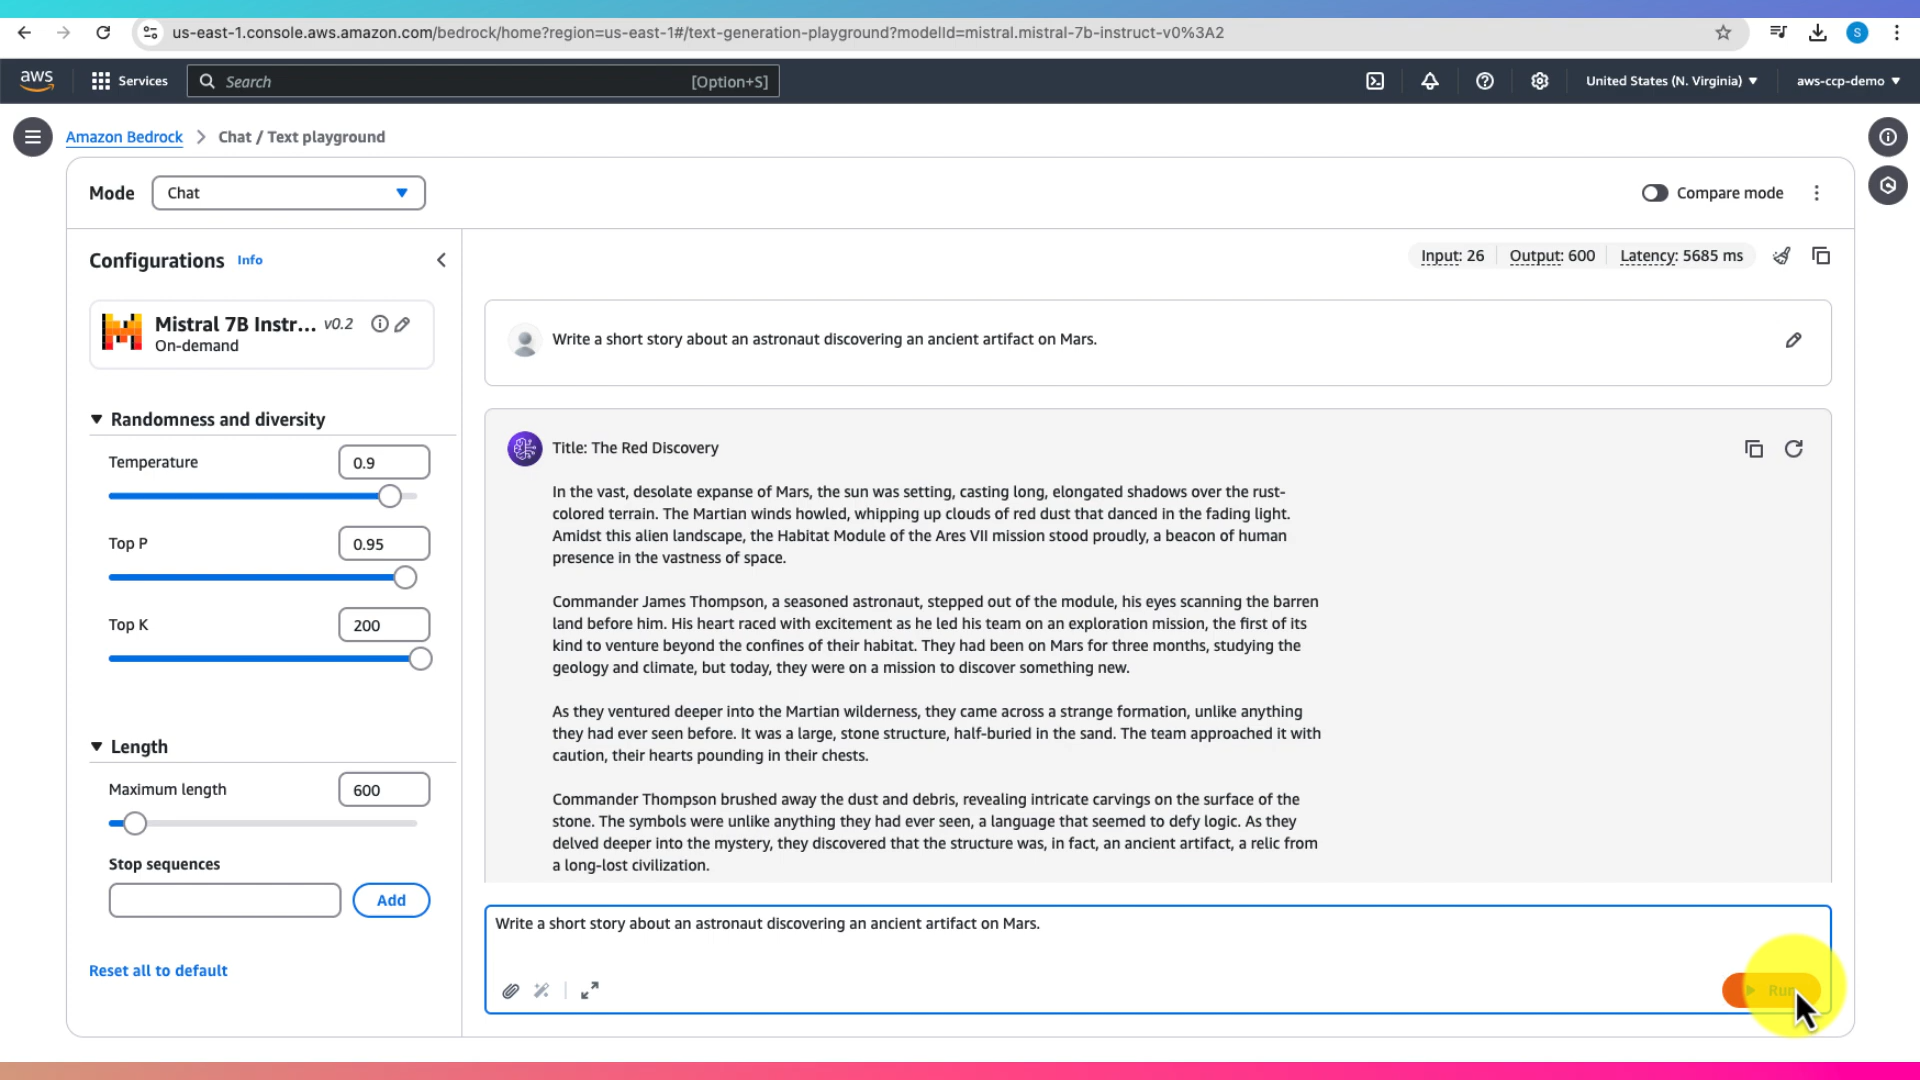 us-east-1.console.aws.amazon.com/bedrock/home?region=us-east-1#/text-generation-playground?modelId=mistral.mistral-7b-instruct-v0%3A2
S
aws
Services
Search
[Option+S]
United States (N. Virginia)
aws-ccp-demo
Amazon Bedrock > Chat / Text playground
Mode
Chat
Compare mode
Configurations Info
Input: 26
Output: 600
Latency: 5685 ms
Mistral 7B Instr... v0.2
On-demand
Randomness and diversity
Temperature
0.9
Top P
0.95
Top K
200
Length
Maximum length
600
Stop sequences
Add
Reset all to default
Write a short story about an astronaut discovering an ancient artifact on Mars.
Title: The Red Discovery
In the vast, desolate expanse of Mars, the sun was setting, casting long, elongated shadows over the rust-
colored terrain. The Martian winds howled, whipping up clouds of red dust that danced in the fading light.
Amidst this alien landscape, the Habitat Module of the Ares VII mission stood proudly, a beacon of human
presence in the vastness of space.
Commander James Thompson, a seasoned astronaut, stepped out of the module, his eyes scanning the barren
land before him. His heart raced with excitement as he led his team on an exploration mission, the first of its
kind to venture beyond the confines of their habitat. They had been on Mars for three months, studying the
geology and climate, but today, they were on a mission to discover something new.
As they ventured deeper into the Martian wilderness, they came across a strange formation, unlike anything
they had ever seen before. It was a large, stone structure, half-buried in the sand. The team approached it with
caution, their hearts pounding in their chests.
Commander Thompson brushed away the dust and debris, revealing intricate carvings on the surface of the
stone. The symbols were unlike anything they had ever seen, a language that seemed to defy logic. As they
delved deeper into the mystery, they discovered that the structure was, in fact, an ancient artifact, a relic from
a long-lost civilization.
Write a short story about an astronaut discovering an ancient artifact on Mars.
Run